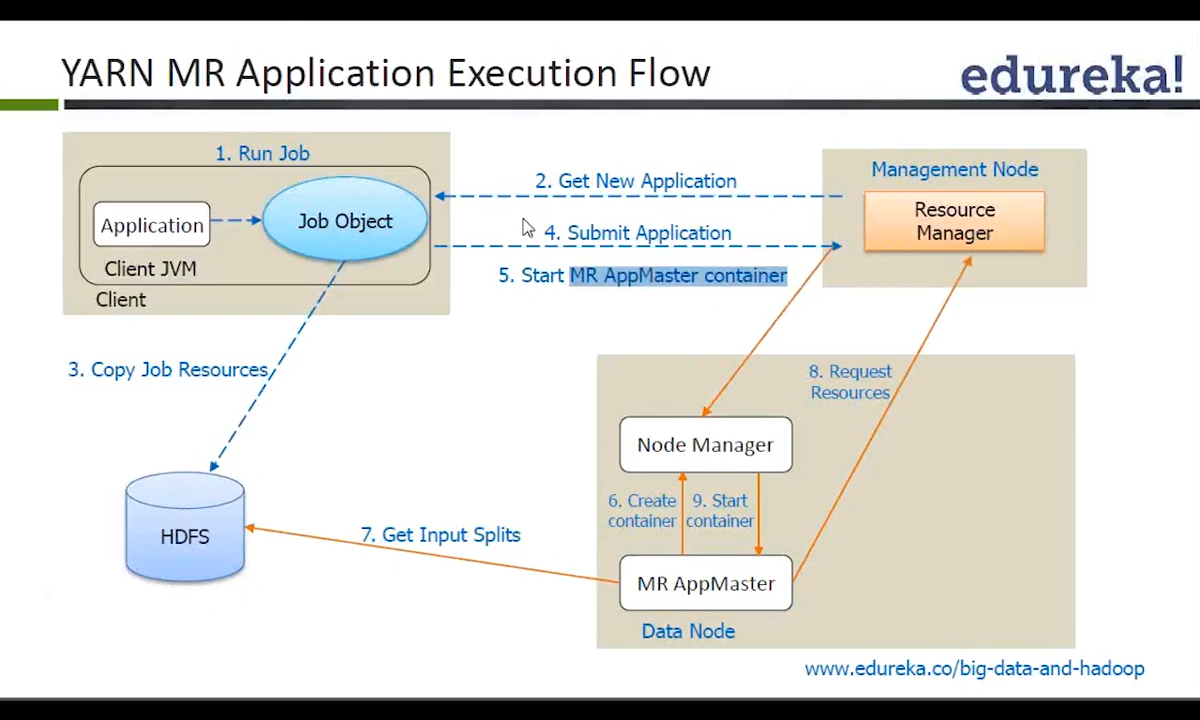 YARN MR Application Execution Flow
edureka!
1. Run Job
Application
Job Object
Client JVM
Client
2. Get New Application
4. Submit Application
5. Start MR AppMaster container
Management Node
Resource
Manager
3. Copy Job Resources
HDFS
7. Get Input Splits
8. Request
Resources
Node Manager
6. Create
container
9. Start
container
MR AppMaster
Data Node
www.edureka.co/big-data-and-hadoop